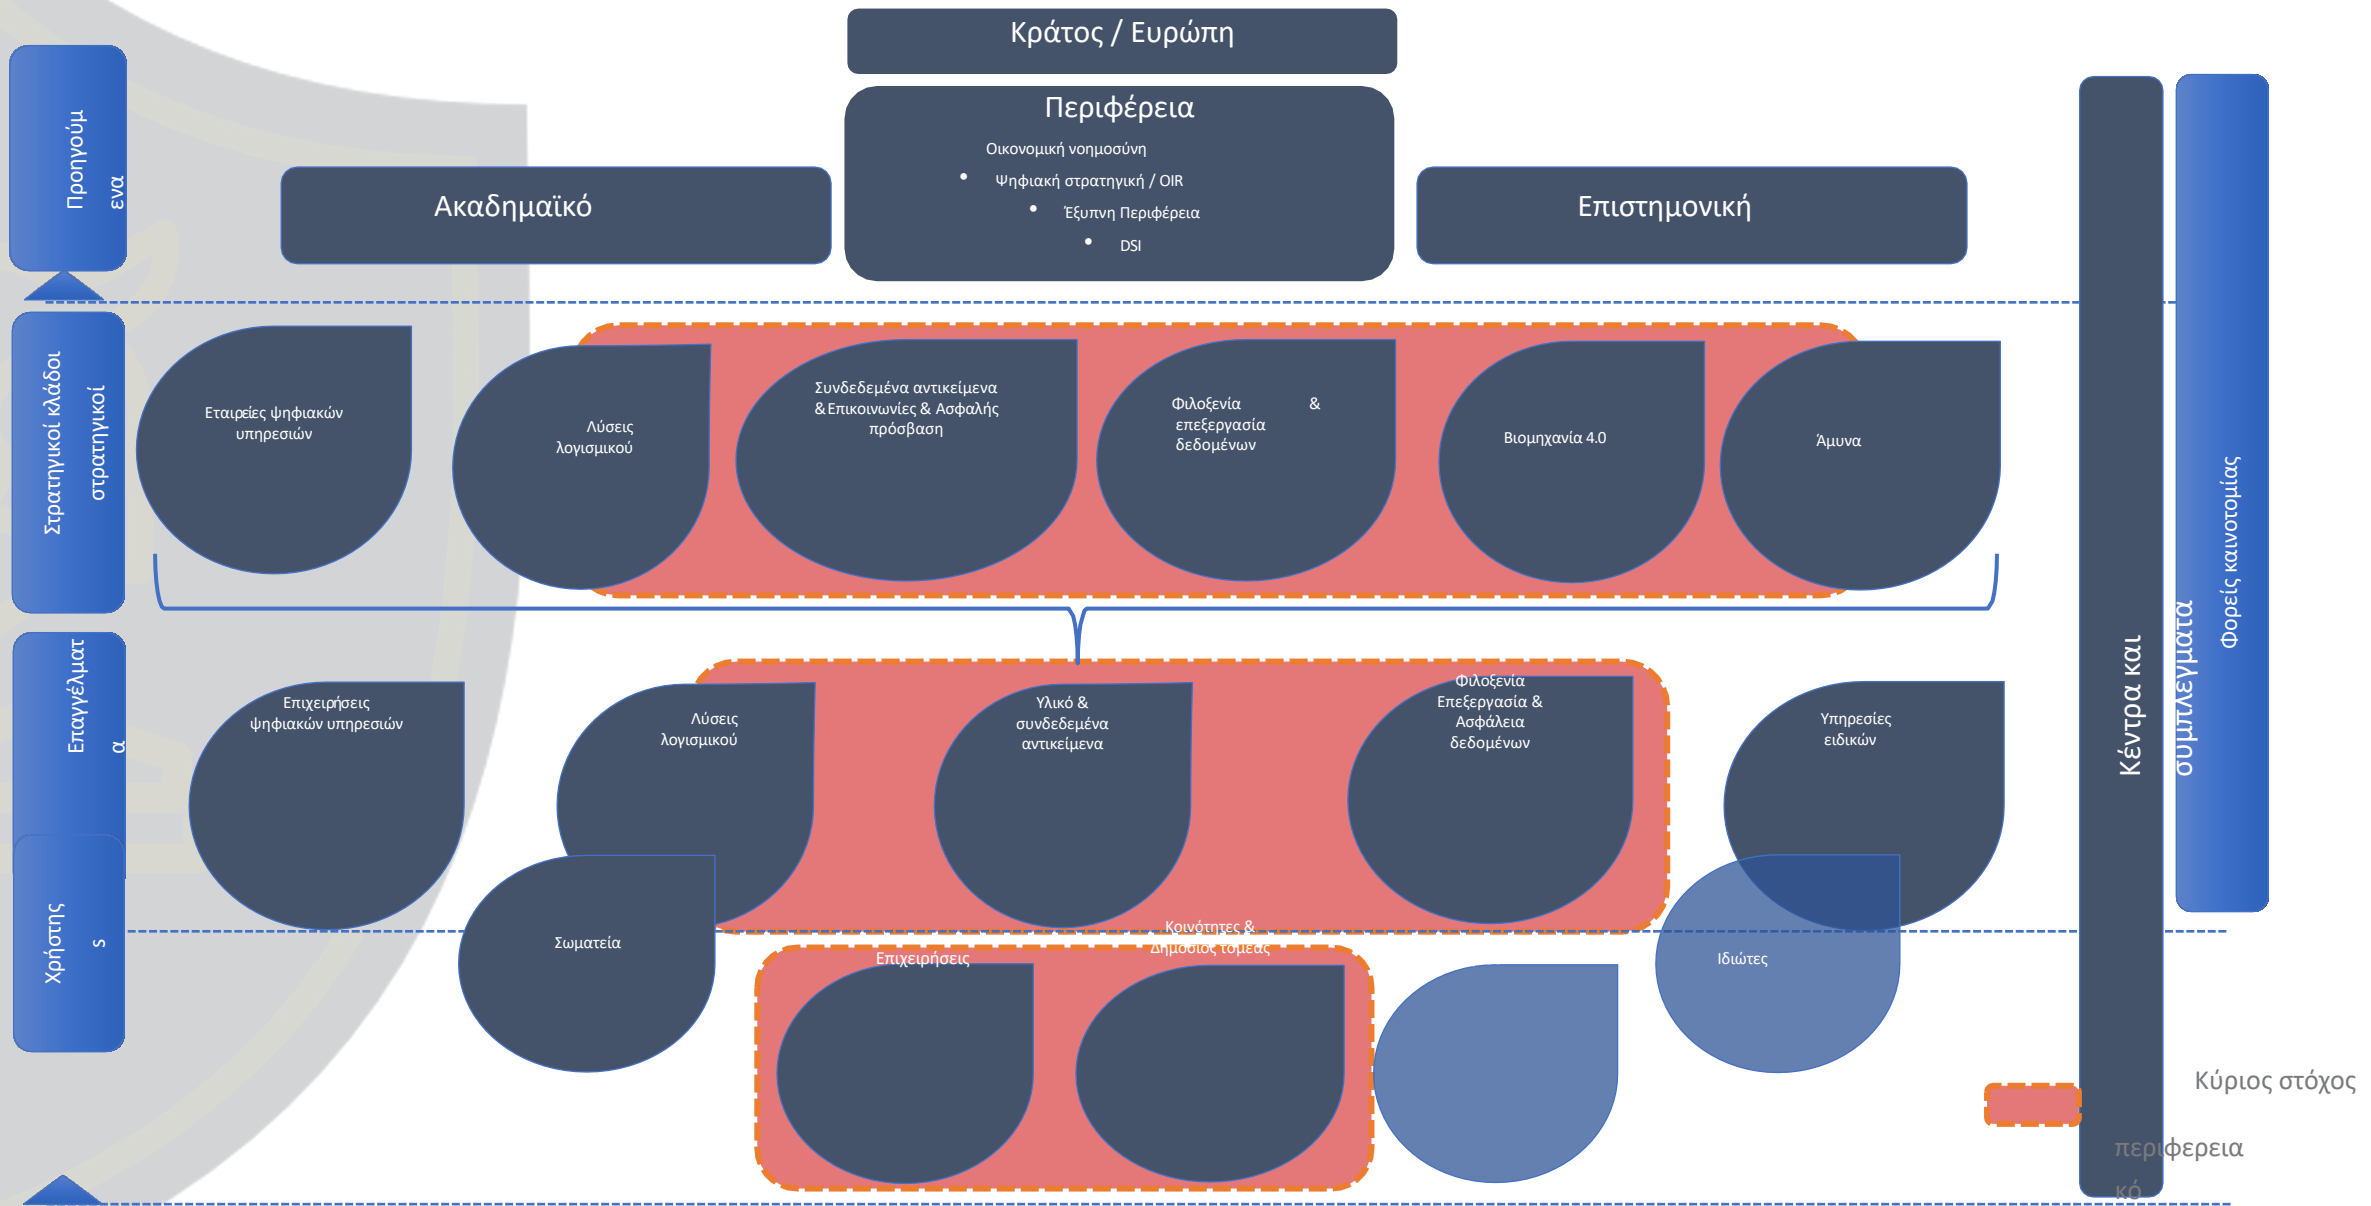 Κράτος / Ευρώπη
Περιφέρεια
Οικονομική νοημοσύνη
• Ψηφιακή στρατηγική / OIR
• Έξυπνη Περιφέρεια
• DSI
Ακαδημαϊκό
Επιστημονική
Προηγούμ
ενα
Στρατηγικοί κλάδοι
στρατηγικοί
Εταιρείες ψηφιακών
υπηρεσιών
Λύσεις
λογισμικού
Συνδεδεμένα αντικείμενα
& Επικοινωνίες & Ασφαλής
πρόσβαση
Φιλοξενία &
επεξεργασία
δεδομένων
Βιομηχανία 4.0
Άμυνα
Επαγγέλματ
α
Επιχειρήσεις
ψηφιακών υπηρεσιών
Λύσεις
λογισμικού
Υλικό &
συνδεδεμένα
αντικείμενα
Φιλοξενία
Επεξεργασία &
Ασφάλεια
δεδομένων
Υπηρεσίες
ειδικών
Χρήστης
s
Σωματεία
Επιχειρήσεις
Κοινότητες &
Δημόσιος τομέας
Ιδιώτες
Κέντρα και
συμπλέγματα
Φορείς καινοτομίας
Κύριος στόχος
περιφερεια
κό